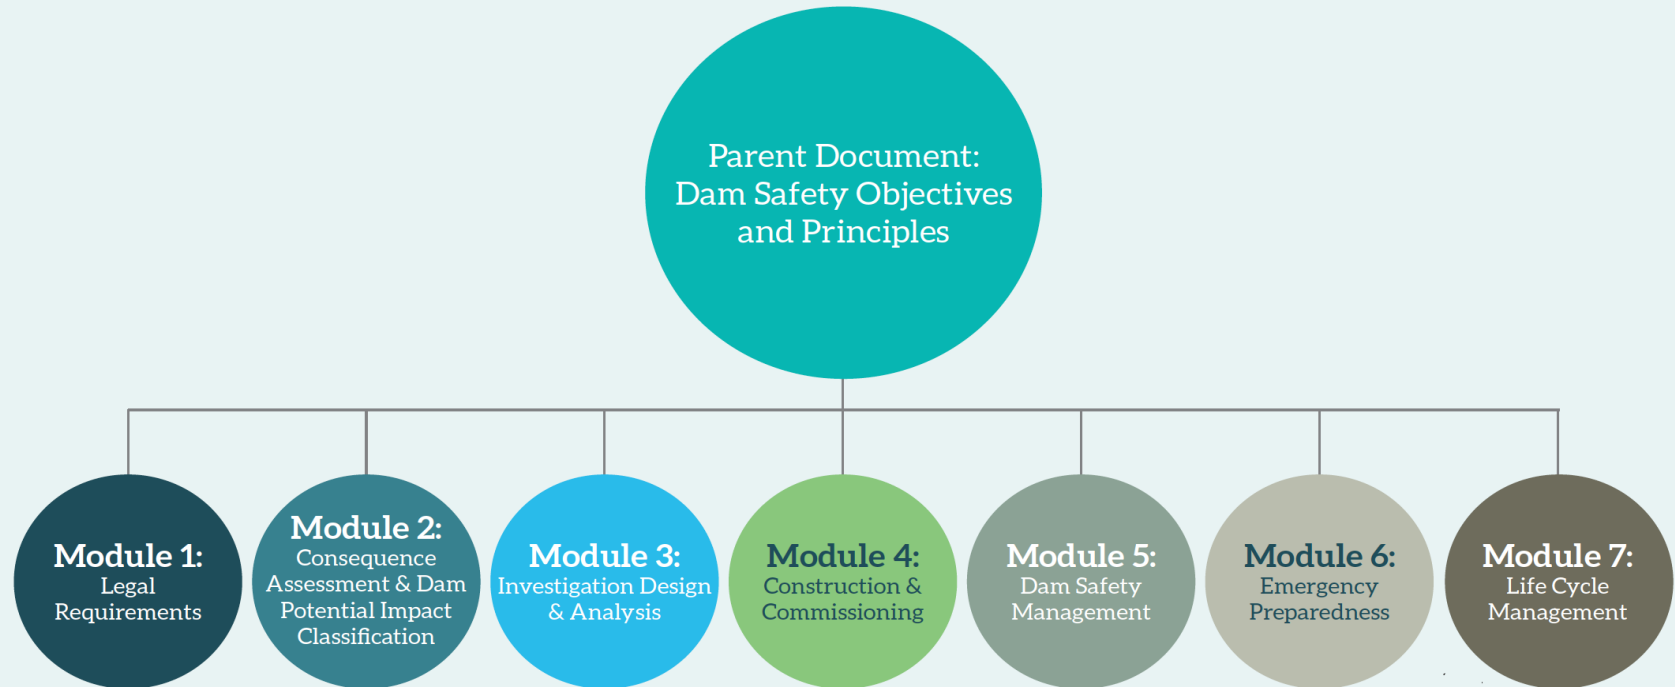 Parent Document:
Dam Safety Objectives
and Principles
Module 1:
Legal
Requirements
Module 2:
Consequence
Assessment & Dam
Potential Impact
Classification
Module 3:
Investigation Design
& Analysis
Module 4:
Construction &
Commissioning
Module 5:
Dam Safety
Management
Module 6:
Emergency
Preparedness
Module 7:
Life Cycle
Management